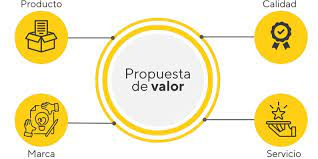 Producto
Calidad
Propuesta
de valor
Marca
Servicio